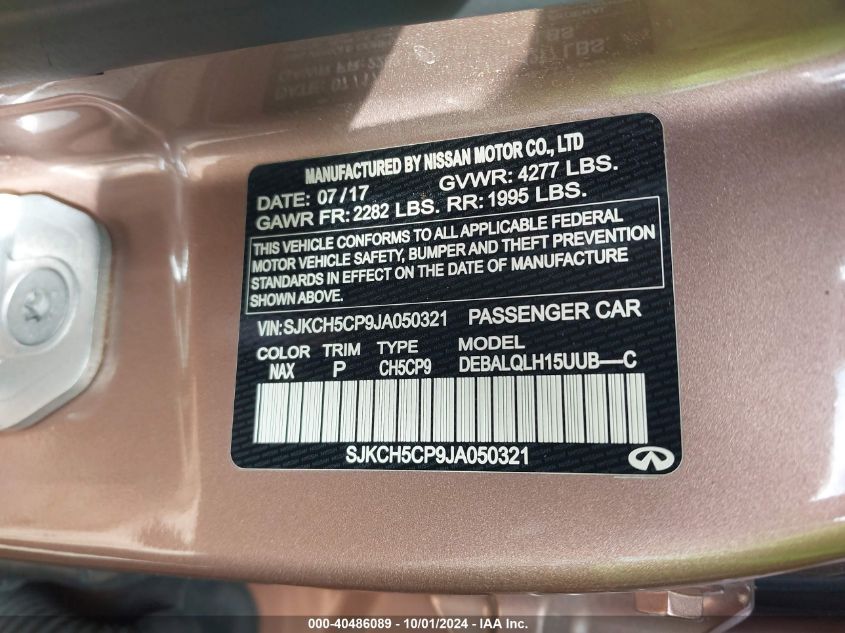 MANUFACTURED BY NISSAN MOTOR CO., LTD
DATE: 07/17 GVWR: 4277 LBS.
GAWR FR: 2282 LBS. RR: 1995 LBS.
THIS VEHICLE CONFORMS TO ALL APPLICABLE FEDERAL
MOTOR VEHICLE SAFETY, BUMPER AND THEFT PREVENTION
STANDARDS IN EFFECT ON THE DATE OF MANUFACTURE
SHOWN ABOVE.
VIN: SJKCH5CP9JA050321 PASSENGER CAR
COLOR TRIM TYPE MODEL
NAX P CH5CP9 DEBALQLH15UUB—C
SJKCH5CP9JA050321
000-40486089 - 10/01/2024 - IAA Inc.